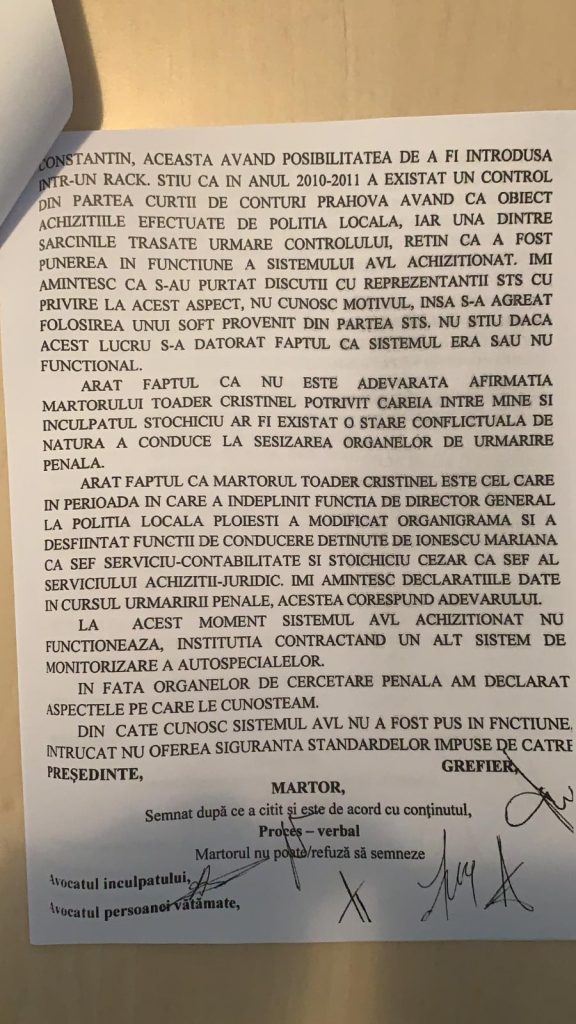 CONSTANTIN, ACEASTA AVAND POSIBILITATEA DE A FI INTRODUSA
INTR-UN RACK. STIU CA IN ANUL 2010-2011 A EXISTAT UN CONTROL
DIN PARTEA CURTII DE CONTURI PRAHOVA AVAND CA OBIECT
ACHIZITIILE EFECTUATE DE POLITIA LOCALA, IAR UNA DINTRE
SARCINILE TRASATE URMARE CONTROLULUI, RETIN CA A FOST
PUNEREA IN FUNCTIUNE A SISTEMULUI AVL ACHIZITIONAT. IMI
AMINTESC CA S-AU PURTAT DISCUTII CU REPREZENTANTII STS CU
PRIVIRE LA ACEST ASPECT, NU CUNOSC MOTIVUL, INSA S-A AGREAT
FOLOSIREA UNUI SOFT PROVENIT DIN PARTEA STS. NU STIU DACA
ACEST LUCRU S-A DATORAT FAPTUL CA SISTEMUL ERA SAU NU
FUNCTIONAL.
ARAT FAPTUL CA NU ESTE ADEVARATA AFIRMATIA
MARTORULUI TOADER CRISTINEL POTRIVIT CAREIA INTRE MINE SI
INCULPATUL STOCHICIU AR FI EXISTAT O STARE CONFLICTUALA DE
NATURA A CONDUCE LA SESIZAREA ORGANELOR DE URMARIRE
PENALA.
ARAT FAPTUL CA MARTORUL TOADER CRISTINEL ESTE CEL CARE
IN PERIOADA IN CARE A INDEPLINIT FUNCTIA DE DIRECTOR GENERAL
LA POLITIA LOCALA PLOIESTI A MODIFICAT ORGANIGRAMA SI A
DESFIINTAT FUNCTII DE CONDUCERE DETINUTE DE IONESCU MARIANA
CA SEF SERVICIU-CONTABILITATE SI STOICHICIU CEZAR CA SEF AL
SERVICIULUI ACHIZITII-JURIDIC. IMI AMINTESC DECLARATIILE DATE
IN CURSUL URMARIRII PENALE, ACESTEA CORESPUND ADEVARULUI.
LA ACEST MOMENT SISTEMUL AVL ACHIZITIONAT NU
FUNCTIONEAZA, INSTITUTIA CONTRACTAND UN ALT SISTEM DE
MONITORIZARE A AUTOSPECIALELOR.
IN FATA ORGANELOR DE CERCETARE PENALA AM DECLARAT
ASPECTELE PE CARE LE CUNOSTEAM.
DIN CATE CUNOSC SISTEMUL AVL NU A FOST PUS IN FNCTIUNE,
INTRUCAT NU OFEREA SIGURANTA STANDARDELOR IMPUSE DE CATRE
PREŞEDINTE, GREFIER,
MARTOR,
Semnat după ce a citit şi este de acord cu conţinutul,
Proces – verbal
Martorul nu poate/refuză să semneze
Avocatul inculpatului,
Avocatul persoanei vătămate,